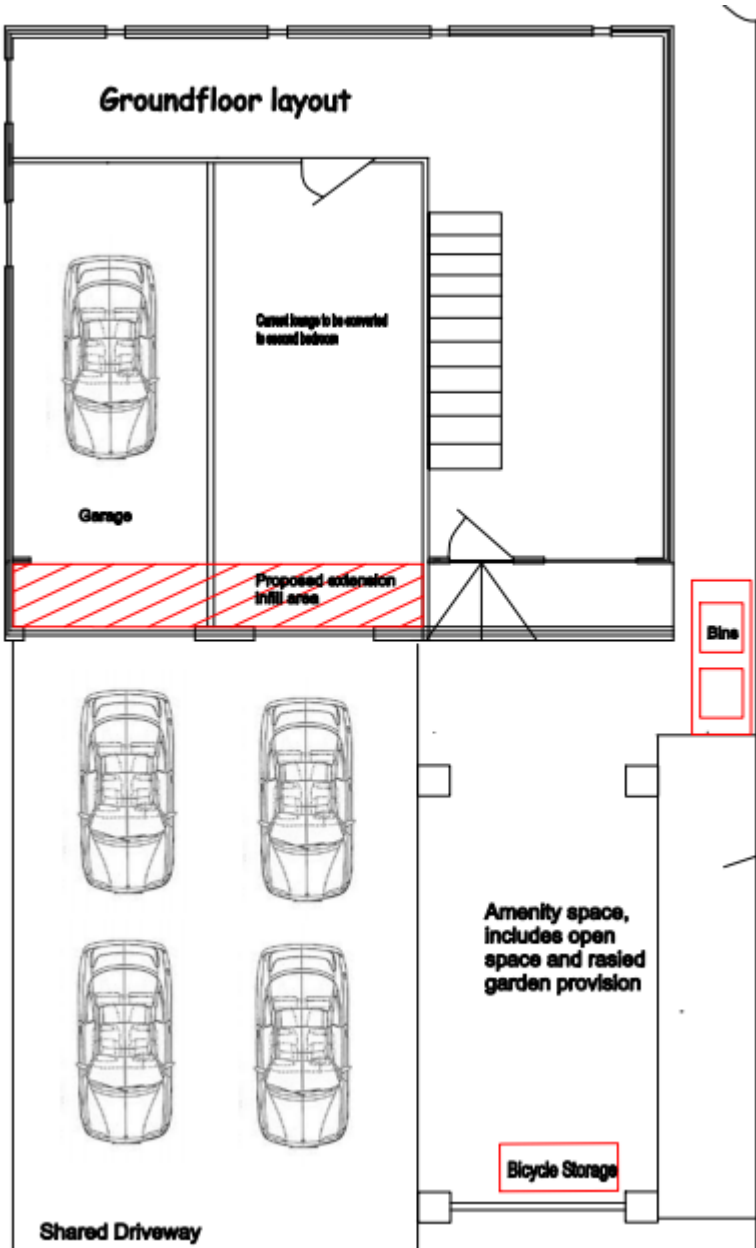 Groundfloor layout
Current lounge to be converted
to second bedroom
Garage
Proposed extension
infill area
Bins
Amenity space,
includes open
space and rasied
garden provision
Bicycle Storage
Shared Driveway